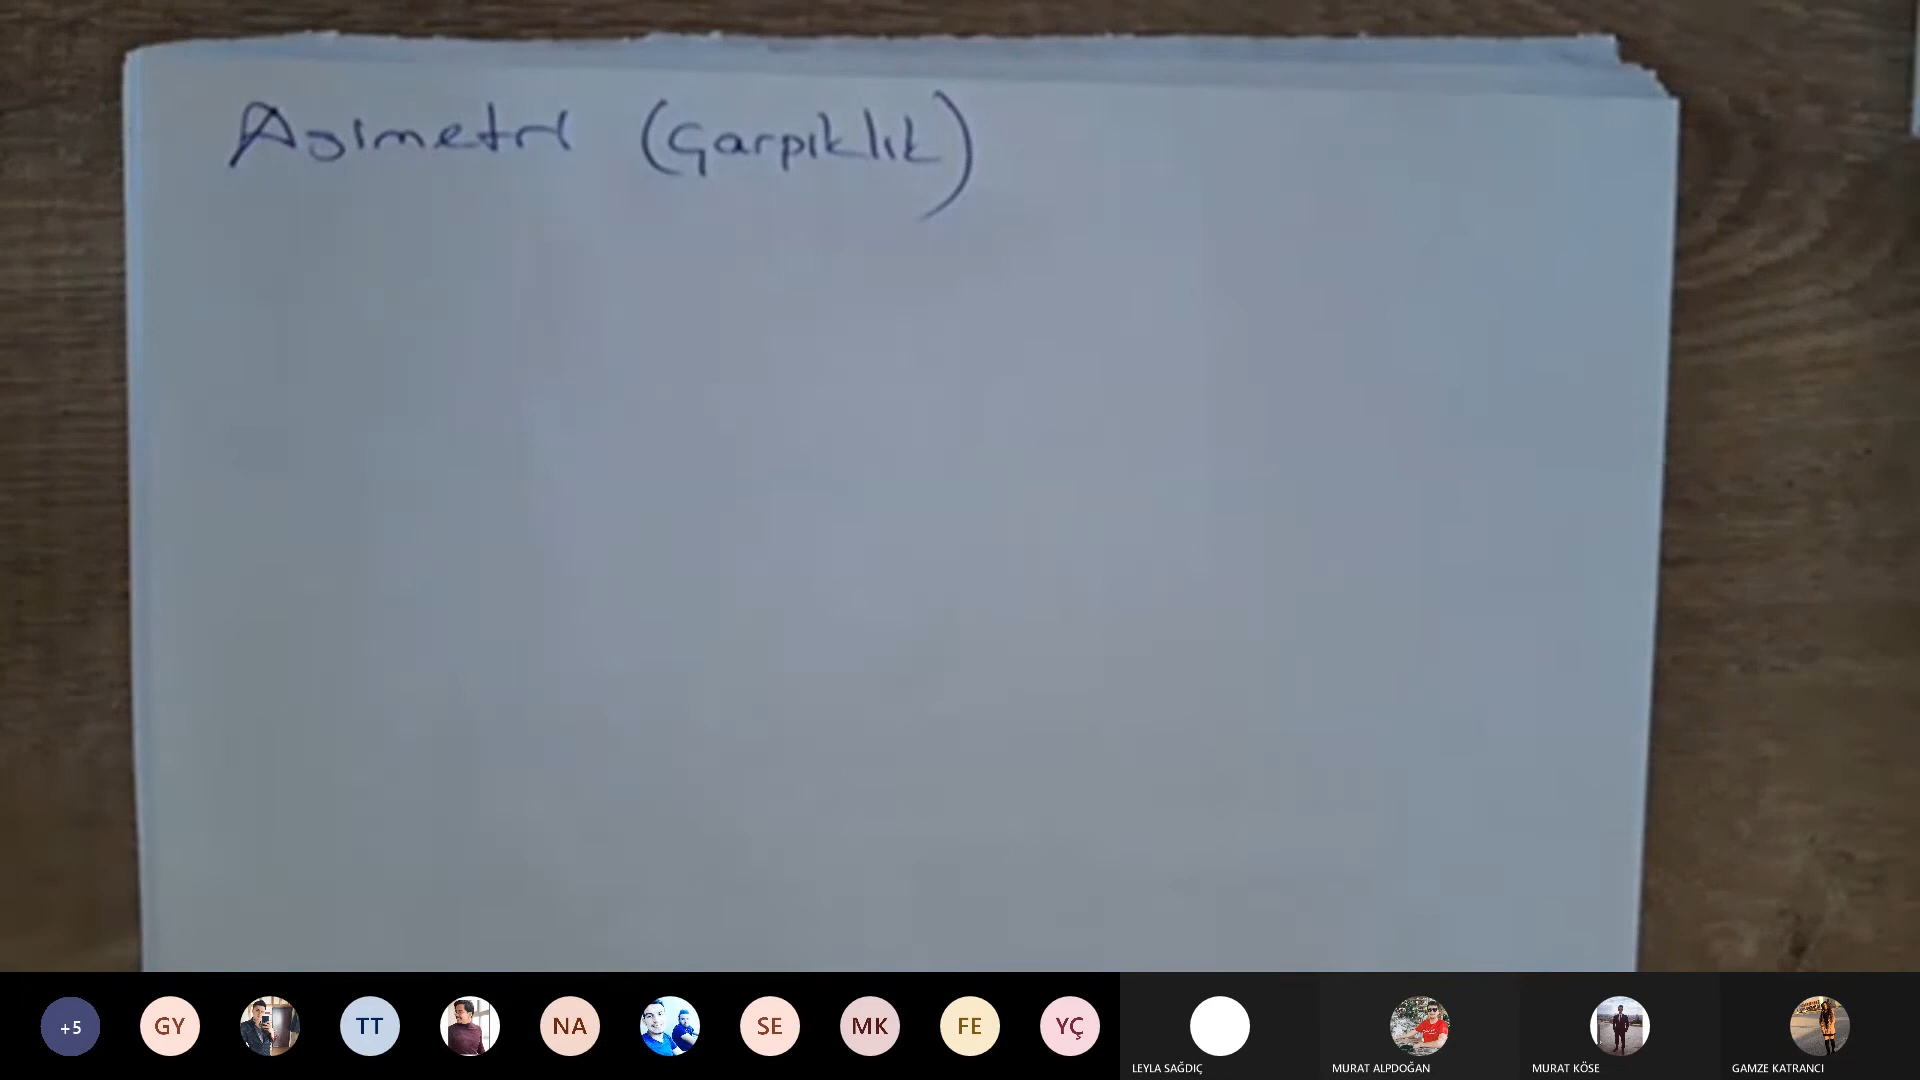 Asimetri (Çarpıklık)
+5
GY
TT
NA
SE
MK
FE
YÇ
LEYLA SAĞDIÇ
MURAT ALPDOĞAN
MURAT KÖSE
GAMZE KATRANCI